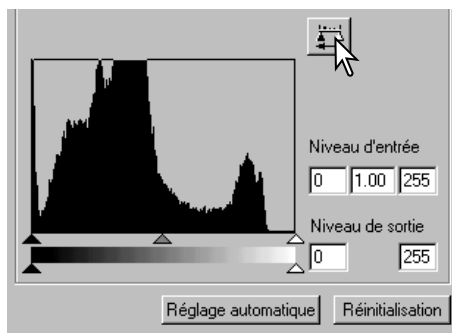 Niveau d'entrée
0 1.00 255
Niveau de sortie
0 255
Réglage automatique Réinitialisation